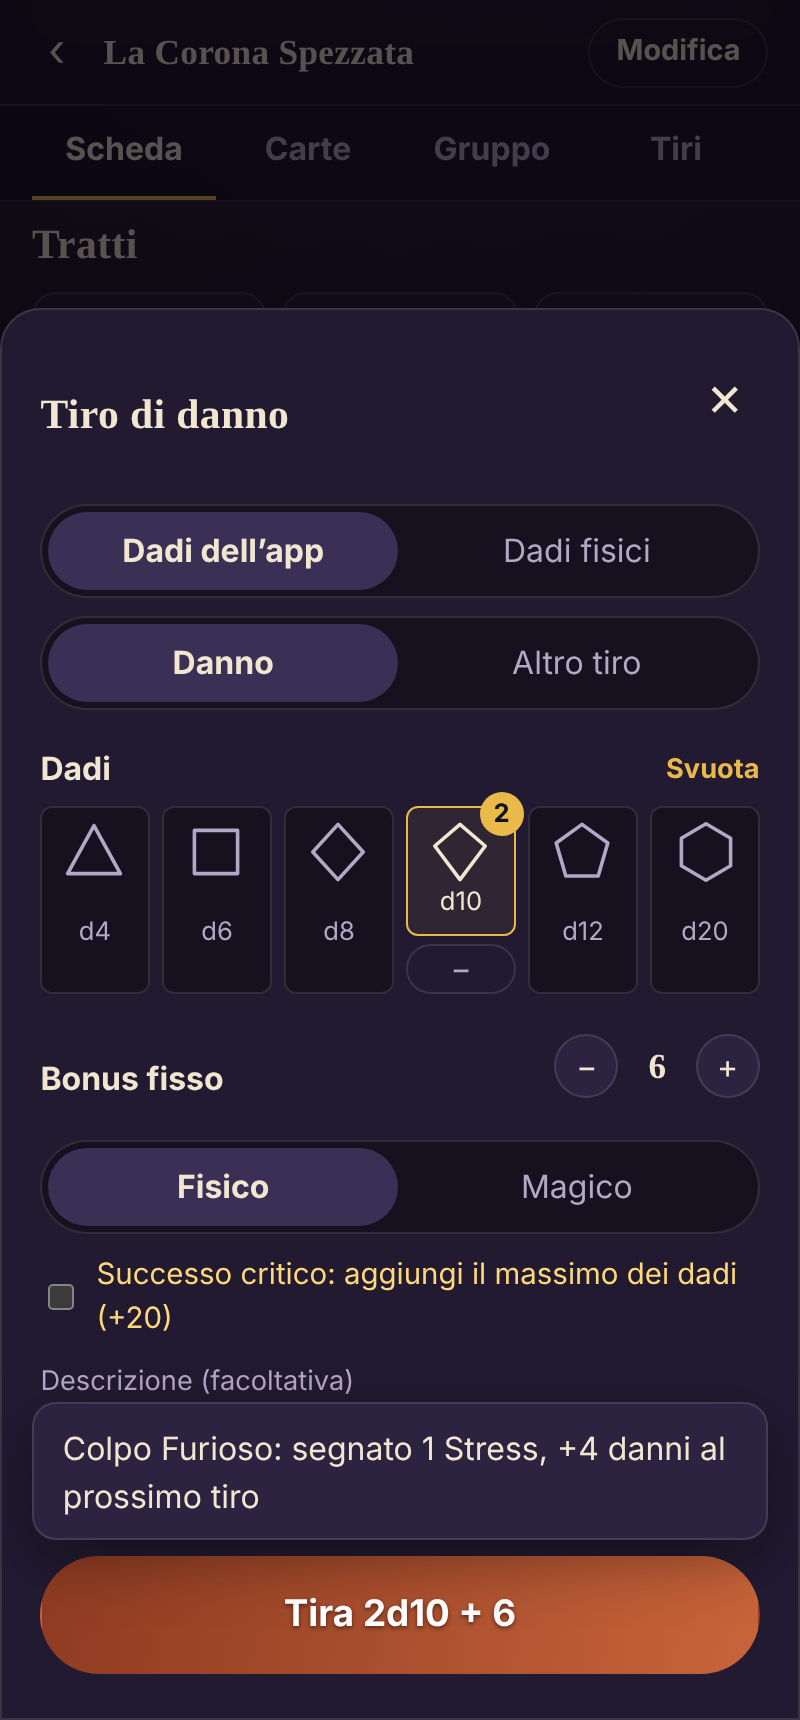 La Corona Spezzata
Modifica
Scheda
Carte
Gruppo
Tiri
Tratti
Tiro di danno
Dadi dell’app
Dadi fisici
Danno
Altro tiro
Dadi
Svuota
2
d4
d6
d8
d10
d12
d20
–
Bonus fisso
– 6 +
Fisico
Magico
Successo critico: aggiungi il massimo dei dadi
(+20)
Descrizione (facoltativa)
Colpo Furioso: segnato 1 Stress, +4 danni al
prossimo tiro
Tira 2d10 + 6